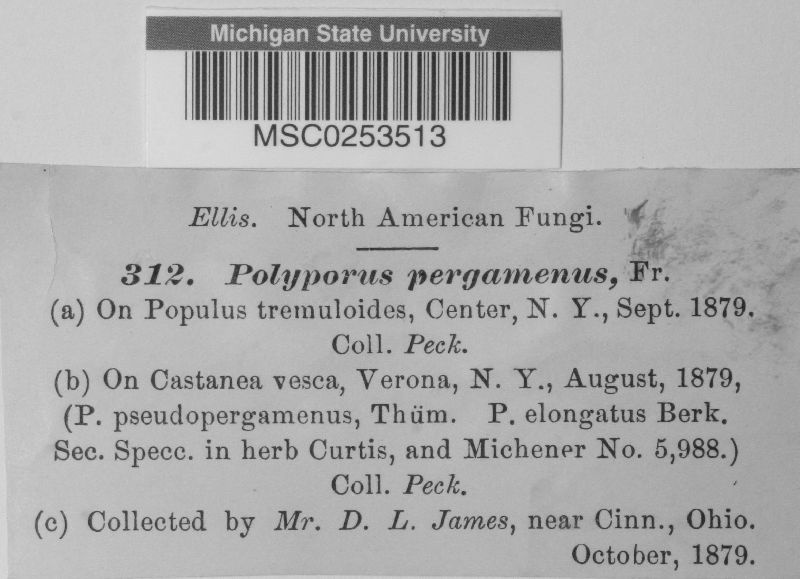 Michigan State University
MSC0253513
Ellis. North American Fungi.
312. Polyporus pergamenus, Fr.
(a) On Populus tremuloides, Center, N. Y., Sept. 1879.
Coll. Peck.
(b) On Castanea vesca, Verona, N. Y., August, 1879,
(P. pseudopergamenus, Thüm. P. elongatus Berk.
Sec. Specc. in herb Curtis, and Michener No. 5,988.)
Coll. Peck.
(c) Collected by Mr. D. L. James, near Cinn., Ohio.
October, 1879.